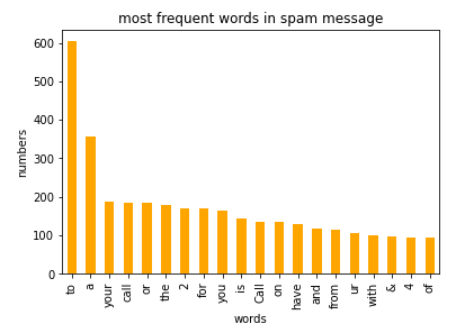 most frequent words in spam message
600
500
400
300
200
100
0
numbers
to a your call or the 2 for you is Call on have and from ur with & 4 of
words